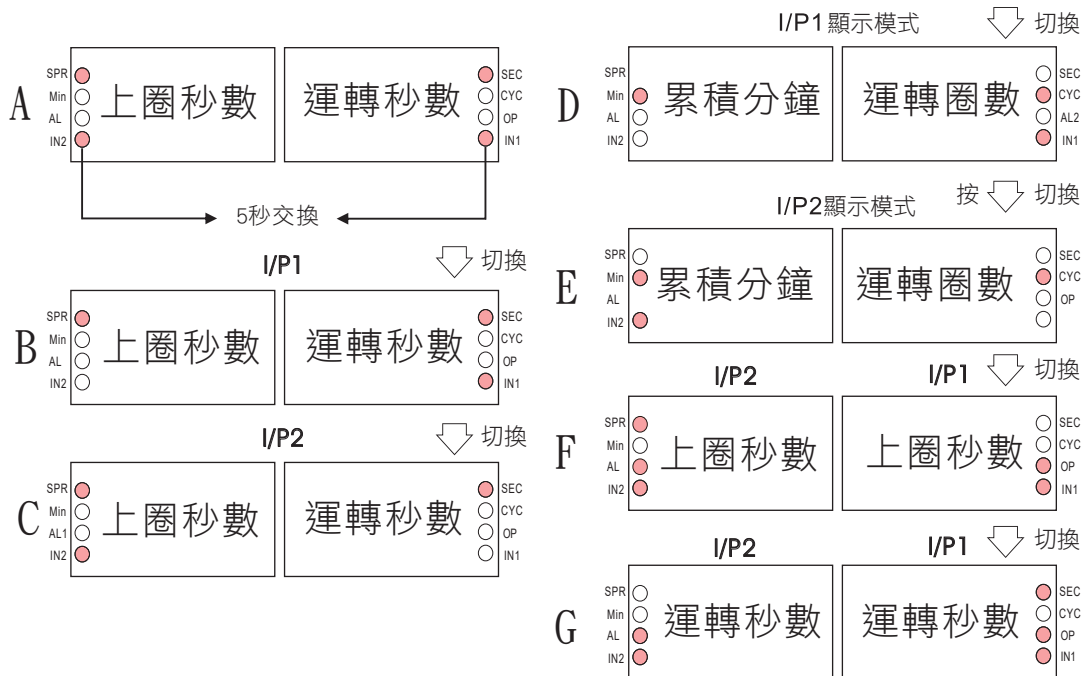 A
SPR
Min
AL
IN2
上圈秒數
運轉秒數
SEC
CYC
OP
IN1
5秒交換
I/P1
切換
B
SPR
Min
AL
IN2
上圈秒數
運轉秒數
SEC
CYC
OP
IN1
I/P2
切換
C
SPR
Min
AL1
IN2
上圈秒數
運轉秒數
SEC
CYC
OP
IN1
I/P1顯示模式
切換
D
SPR
Min
AL
IN2
累積分鐘
運轉圈數
SEC
CYC
AL2
IN1
I/P2顯示模式
按 切換
E
SPR
Min
AL
IN2
累積分鐘
運轉圈數
SEC
CYC
OP
I/P2 I/P1 切換
F
SPR
Min
AL
IN2
上圈秒數
上圈秒數
SEC
CYC
OP
IN1
I/P2 I/P1 切換
G
SPR
Min
AL
IN2
運轉秒數
運轉秒數
SEC
CYC
OP
IN1